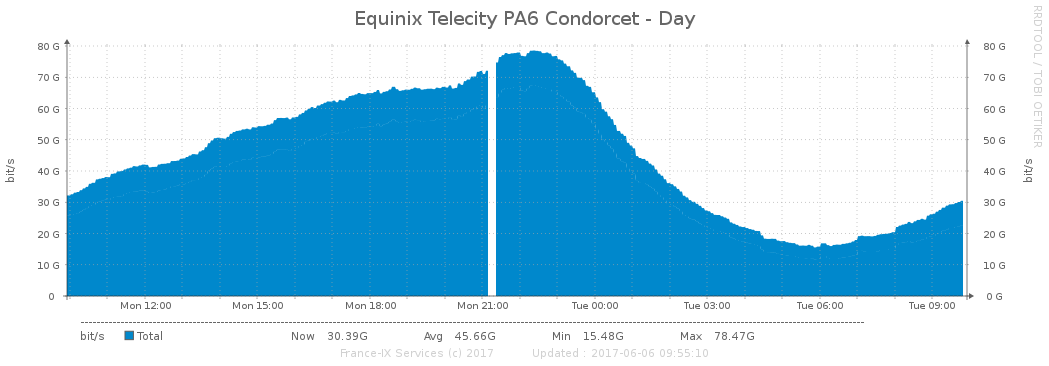 Equinix Telecity PA6 Condorcet - Day
RRDTOOL / TOBI OETIKER
80 G 80 G
70 G 70 G
60 G 60 G
50 G 50 G
40 G 40 G
30 G 30 G
20 G 20 G
10 G 10 G
0 0 G
bit/s bit/s
Mon 12:00 Mon 15:00 Mon 18:00 Mon 21:00 Tue 00:00 Tue 03:00 Tue 06:00 Tue 09:00
bit/s Total Now 30.39G Avg 45.66G Min 15.48G Max 78.47G
France-IX Services (c) 2017 Updated : 2017-06-06 09:55:10